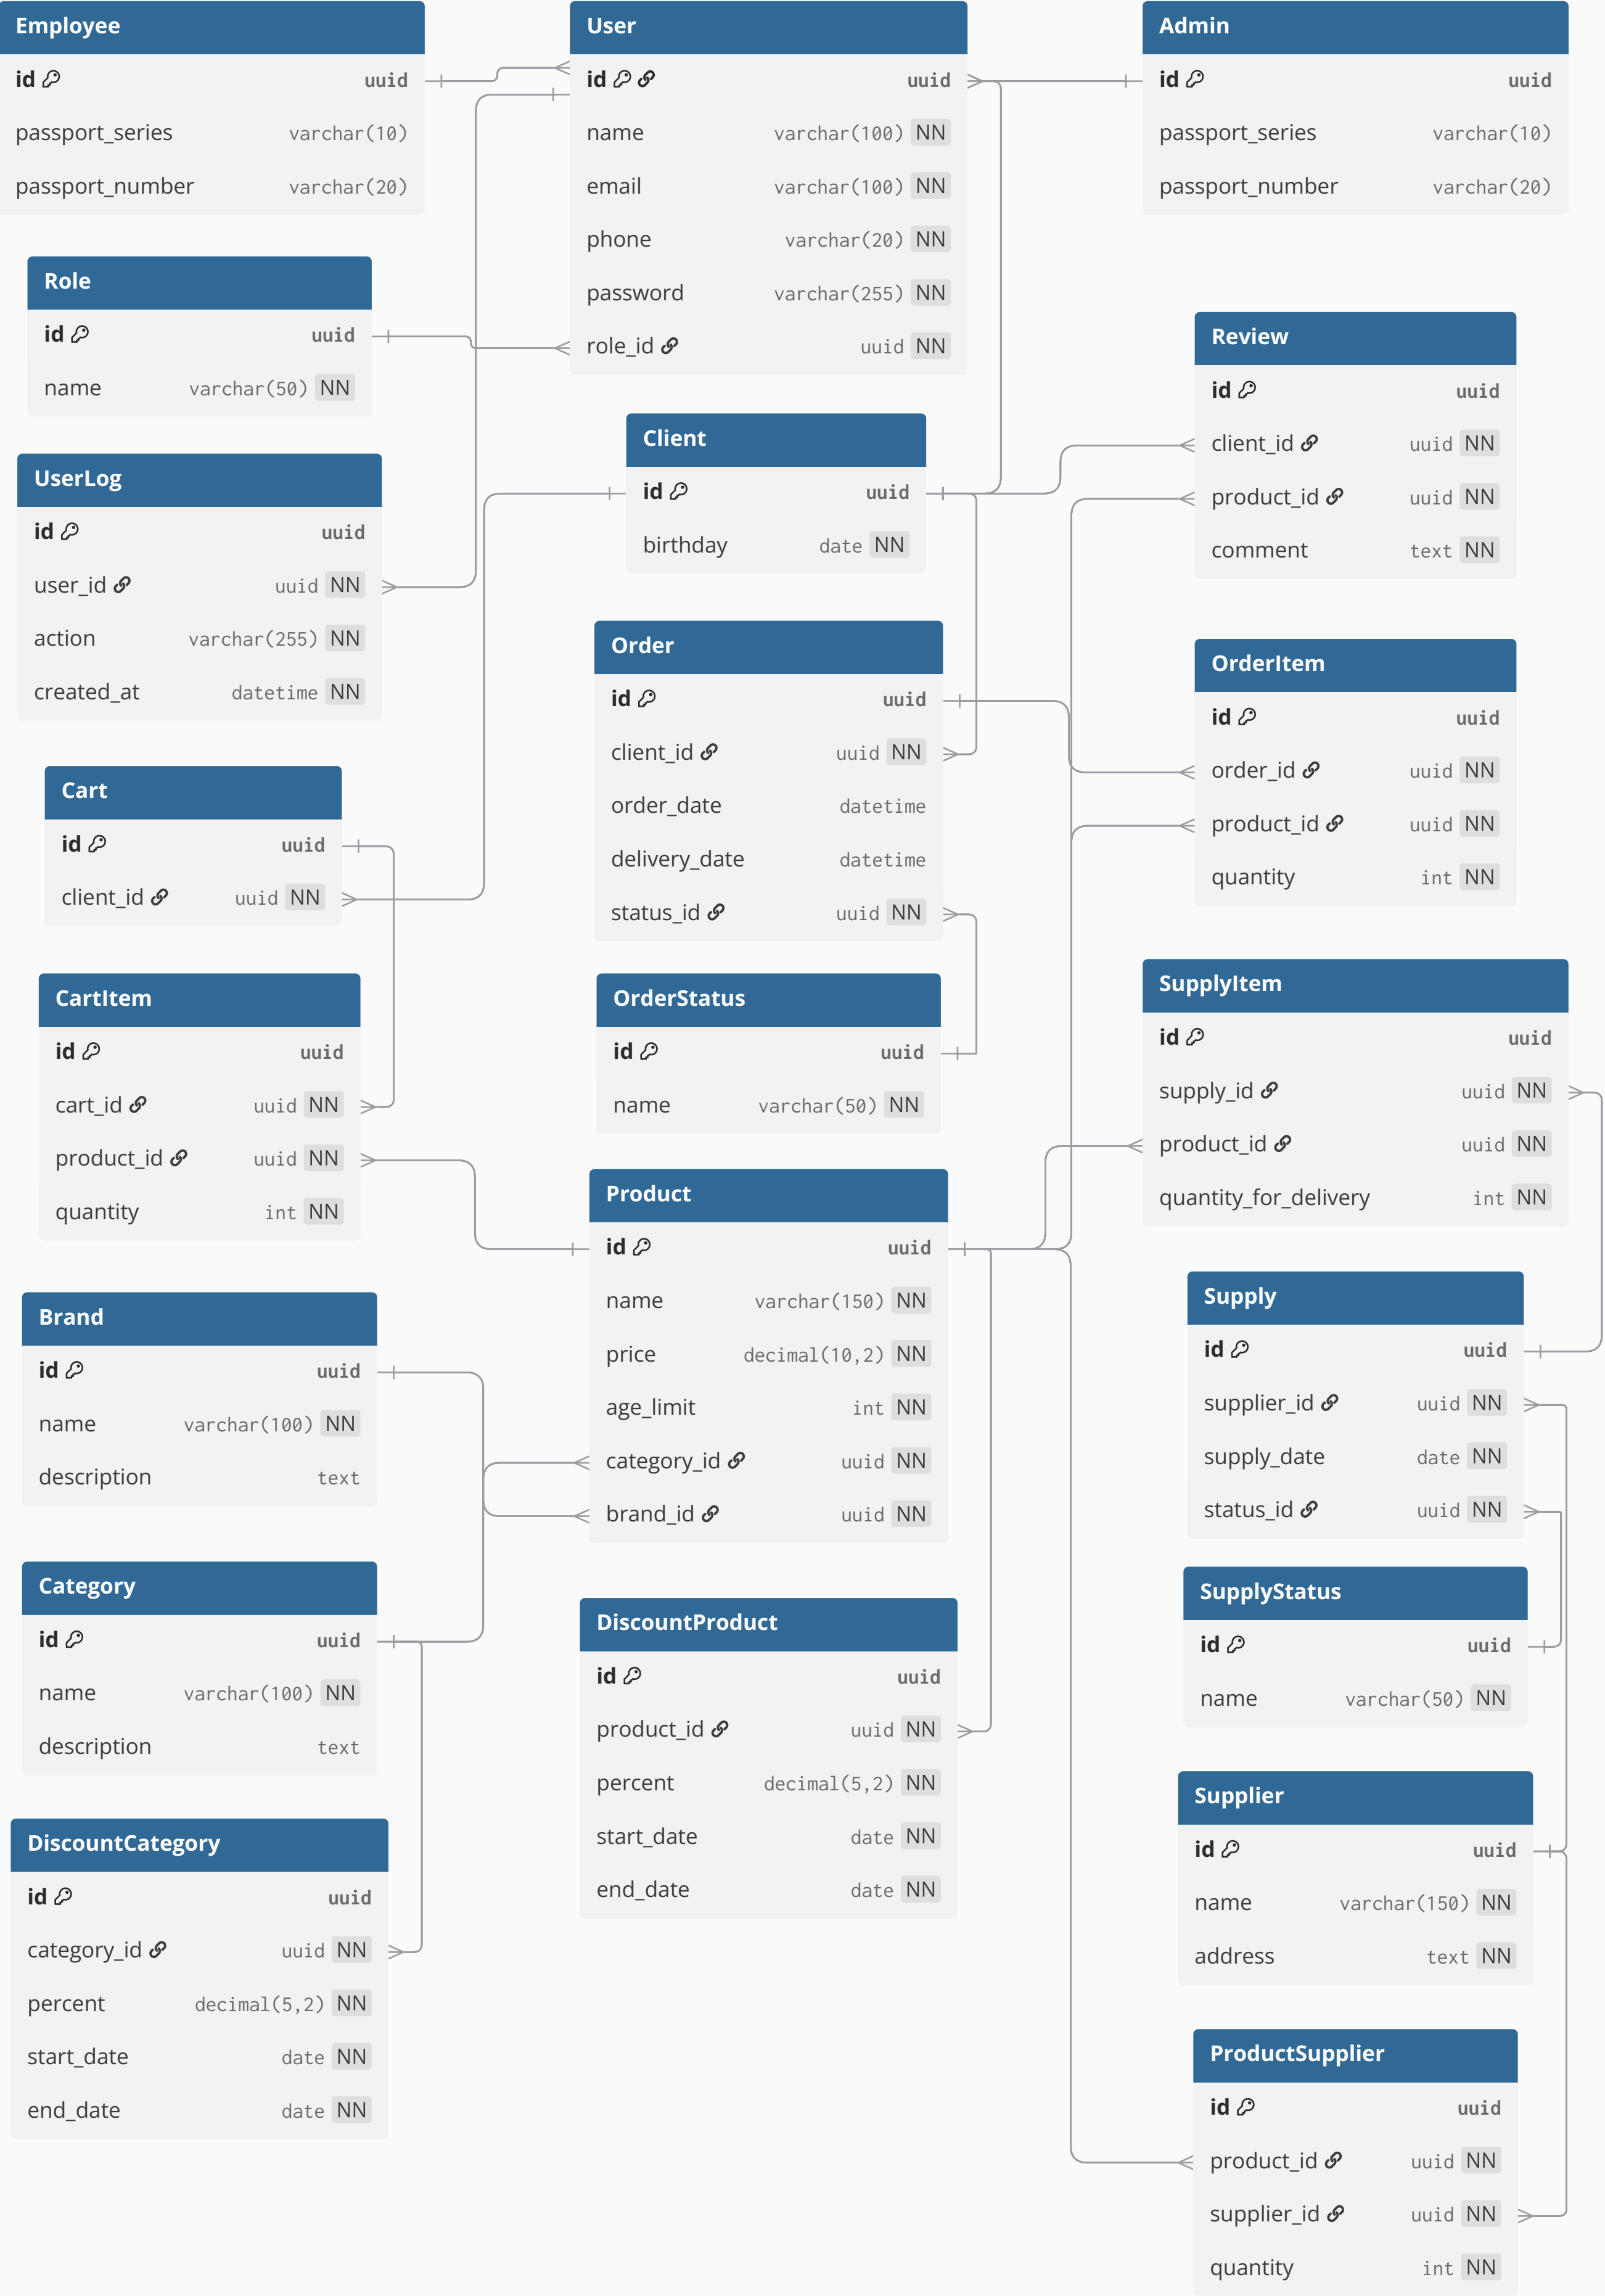 Employee
id uuid
passport_series varchar(10)
passport_number varchar(20)
User
id uuid
name varchar(100) NN
email varchar(100) NN
phone varchar(20) NN
password varchar(255) NN
role_id uuid NN
Admin
id uuid
passport_series varchar(10)
passport_number varchar(20)
Role
id uuid
name varchar(50) NN
Review
id uuid
client_id uuid NN
product_id uuid NN
comment text NN
Client
id uuid
birthday date NN
UserLog
id uuid
user_id uuid NN
action varchar(255) NN
created_at datetime NN
Order
id uuid
client_id uuid NN
order_date datetime
delivery_date datetime
status_id uuid NN
OrderItem
id uuid
order_id uuid NN
product_id uuid NN
quantity int NN
Cart
id uuid
client_id uuid NN
CartItem
id uuid
cart_id uuid NN
product_id uuid NN
quantity int NN
OrderStatus
id uuid
name varchar(50) NN
SupplyItem
id uuid
supply_id uuid NN
product_id uuid NN
quantity_for_delivery int NN
Product
id uuid
name varchar(150) NN
price decimal(10,2) NN
age_limit int NN
category_id uuid NN
brand_id uuid NN
Supply
id uuid
supplier_id uuid NN
supply_date date NN
status_id uuid NN
Brand
id uuid
name varchar(100) NN
description text
Category
id uuid
name varchar(100) NN
description text
DiscountProduct
id uuid
product_id uuid NN
percent decimal(5,2) NN
start_date date NN
end_date date NN
SupplyStatus
id uuid
name varchar(50) NN
Supplier
id uuid
name varchar(150) NN
address text NN
DiscountCategory
id uuid
category_id uuid NN
percent decimal(5,2) NN
start_date date NN
end_date date NN
ProductSupplier
id uuid
product_id uuid NN
supplier_id uuid NN
quantity int NN